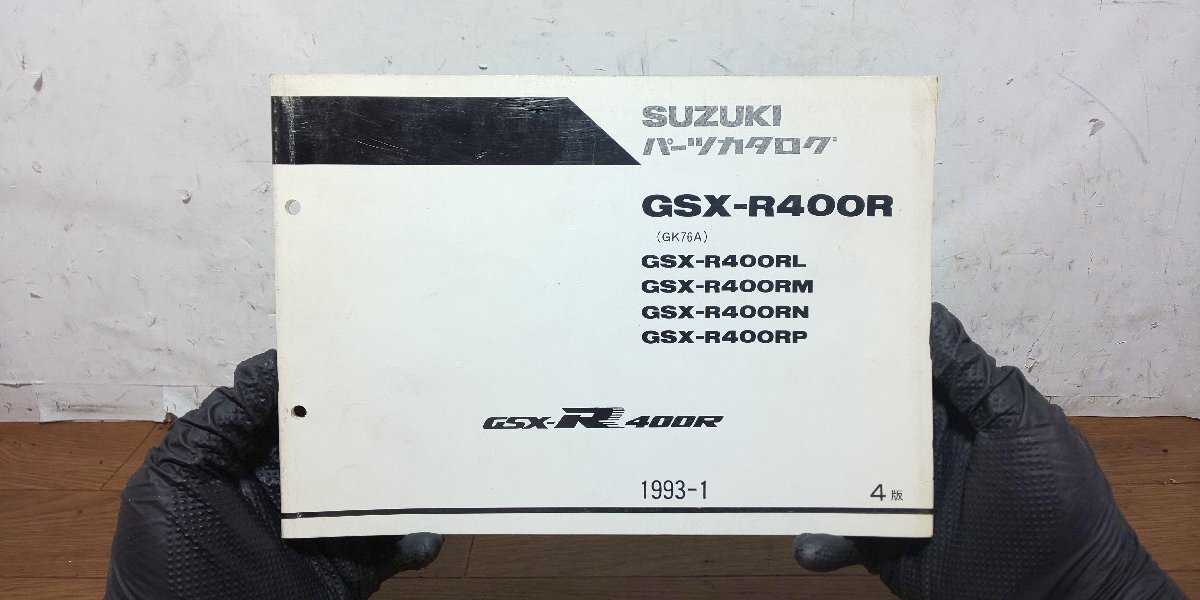 SUZUKI
パーツカタログ
GSX-R400R
(GK76A)
GSX-R400RL
GSX-R400RM
GSX-R400RN
GSX-R400RP
GSX-R400R
1993-1
4版